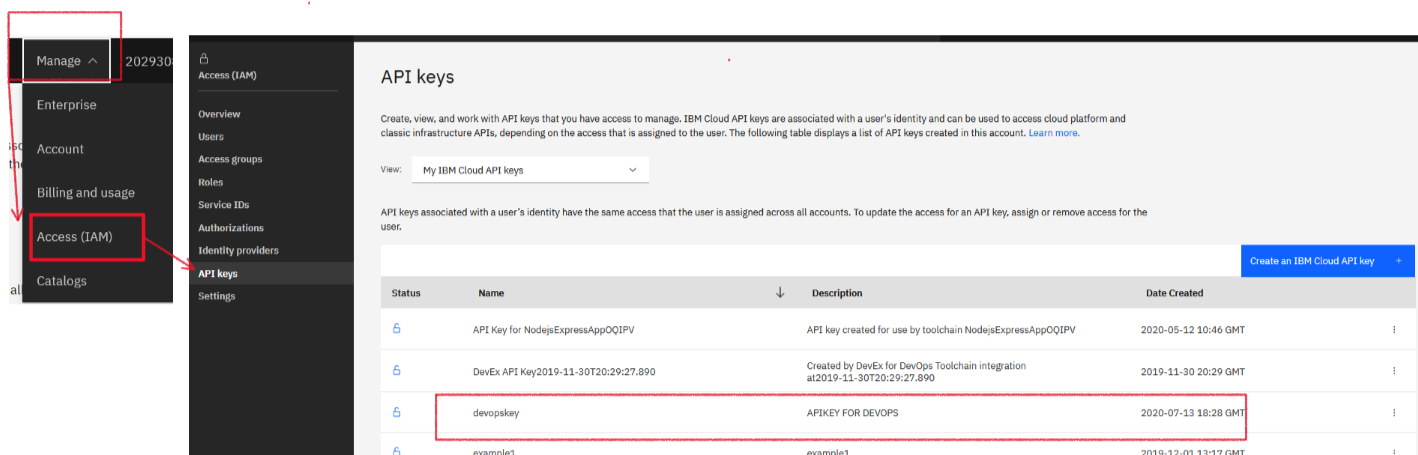 Manage
Enterprise
Account
Billing and usage
Access (IAM)
Catalogs
Access (IAM)
Overview
Users
Access groups
Roles
Service IDs
Authorizations
Identity providers
API keys
Settings
API keys
Create, view, and work with API keys that you have access to manage. IBM Cloud API keys are associated with a user's identity and can be used to access cloud platform and
classic infrastructure APIs, depending on the access that is assigned to the user. The following table displays a list of API keys created in this account. Learn more.
View: My IBM Cloud API keys
API keys associated with a user's identity have the same access that the user is assigned across all accounts. To update the access for an API key, assign or remove access for the
user.
Create an IBM Cloud API key +
Status Name Description Date Created
API Key for NodejsExpressAppOQIPV API key created for use by toolchain NodejsExpressAppOQIPV 2020-05-12 10:46 GMT
DevEx API Key2019-11-30T20:29:27.890 Created by DevEx for DevOps Toolchain integration
at2019-11-30T20:29:27.890 2019-11-30 20:29 GMT
devopskey APIKEY FOR DEVOPS 2020-07-13 18:28 GMT
example1 example1 2019-12-01 13:17 GMT